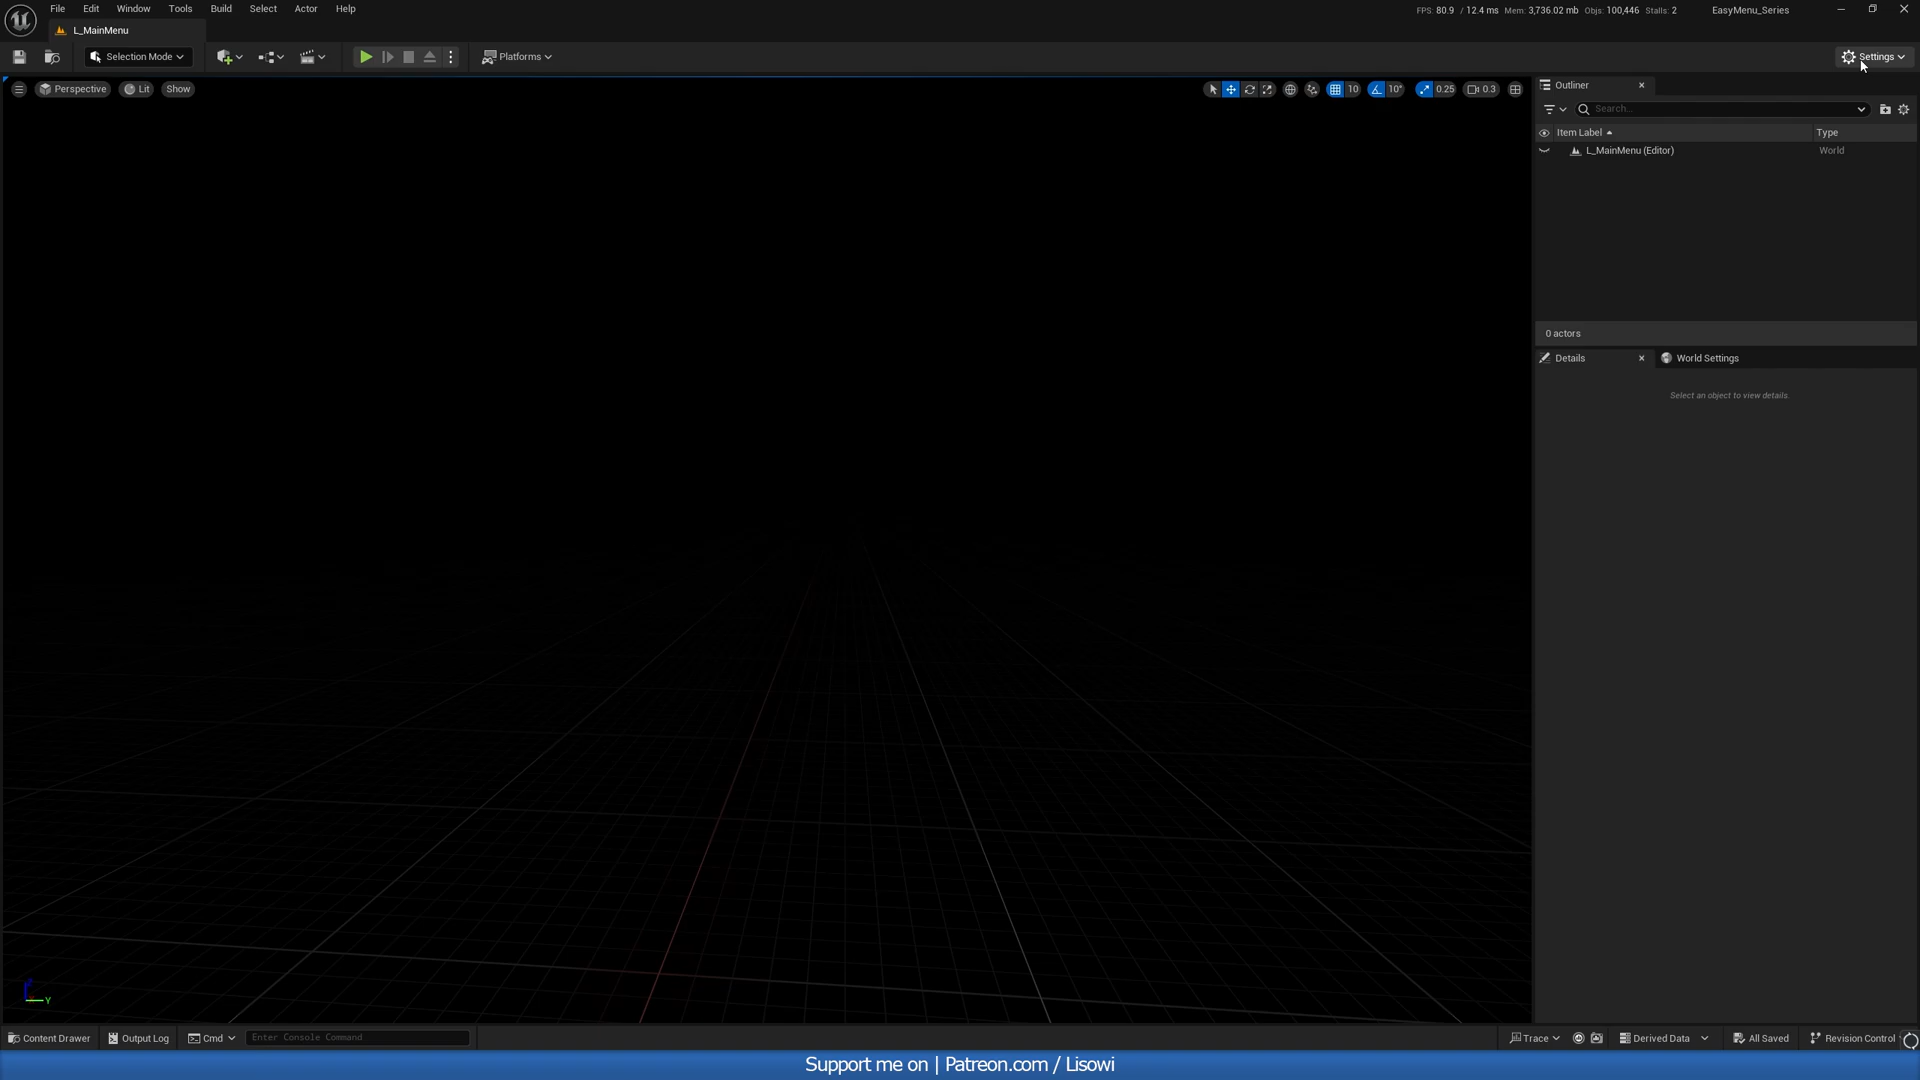 File Edit Window Tools Build Select Actor Help
FPS: 80.9 / 12.4 ms Mem: 3,736.02 mb Objs: 100,446 Stalls: 2 EasyMenu_Series
L_MainMenu
Selection Mode Platforms Settings
Perspective Lit Show 10 10° 0.25 0.3
Outliner
Search...
Item Label Type
L_MainMenu (Editor) World
0 actors
Details World Settings
Select an object to view details.
Y
Content Drawer Output Log Cmd Enter Console Command Trace Derived Data All Saved Revision Control
Support me on | Patreon.com / Lisowi